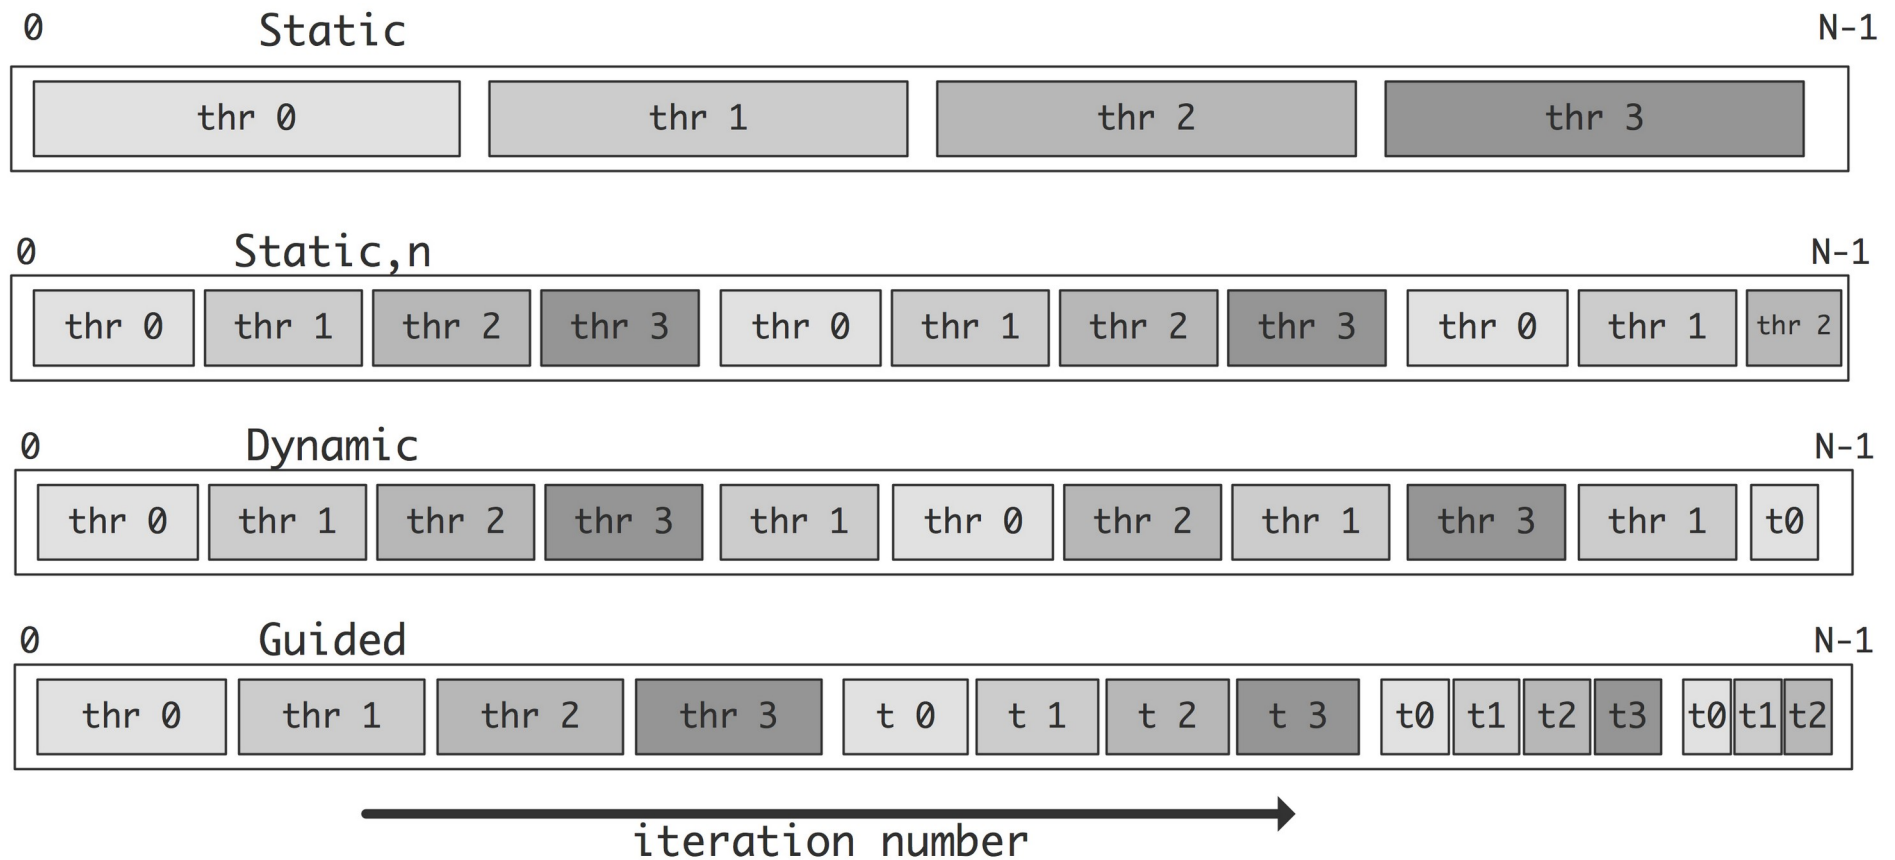 0 Static N-1
thr 0 thr 1 thr 2 thr 3
0 Static,n N-1
thr 0 thr 1 thr 2 thr 3 thr 0 thr 1 thr 2 thr 3 thr 0 thr 1 thr 2
0 Dynamic N-1
thr 0 thr 1 thr 2 thr 3 thr 1 thr 0 thr 2 thr 1 thr 3 thr 1 t0
0 Guided N-1
thr 0 thr 1 thr 2 thr 3 t 0 t 1 t 2 t 3 t0 t1 t2 t3 t0 t1 t2
iteration number